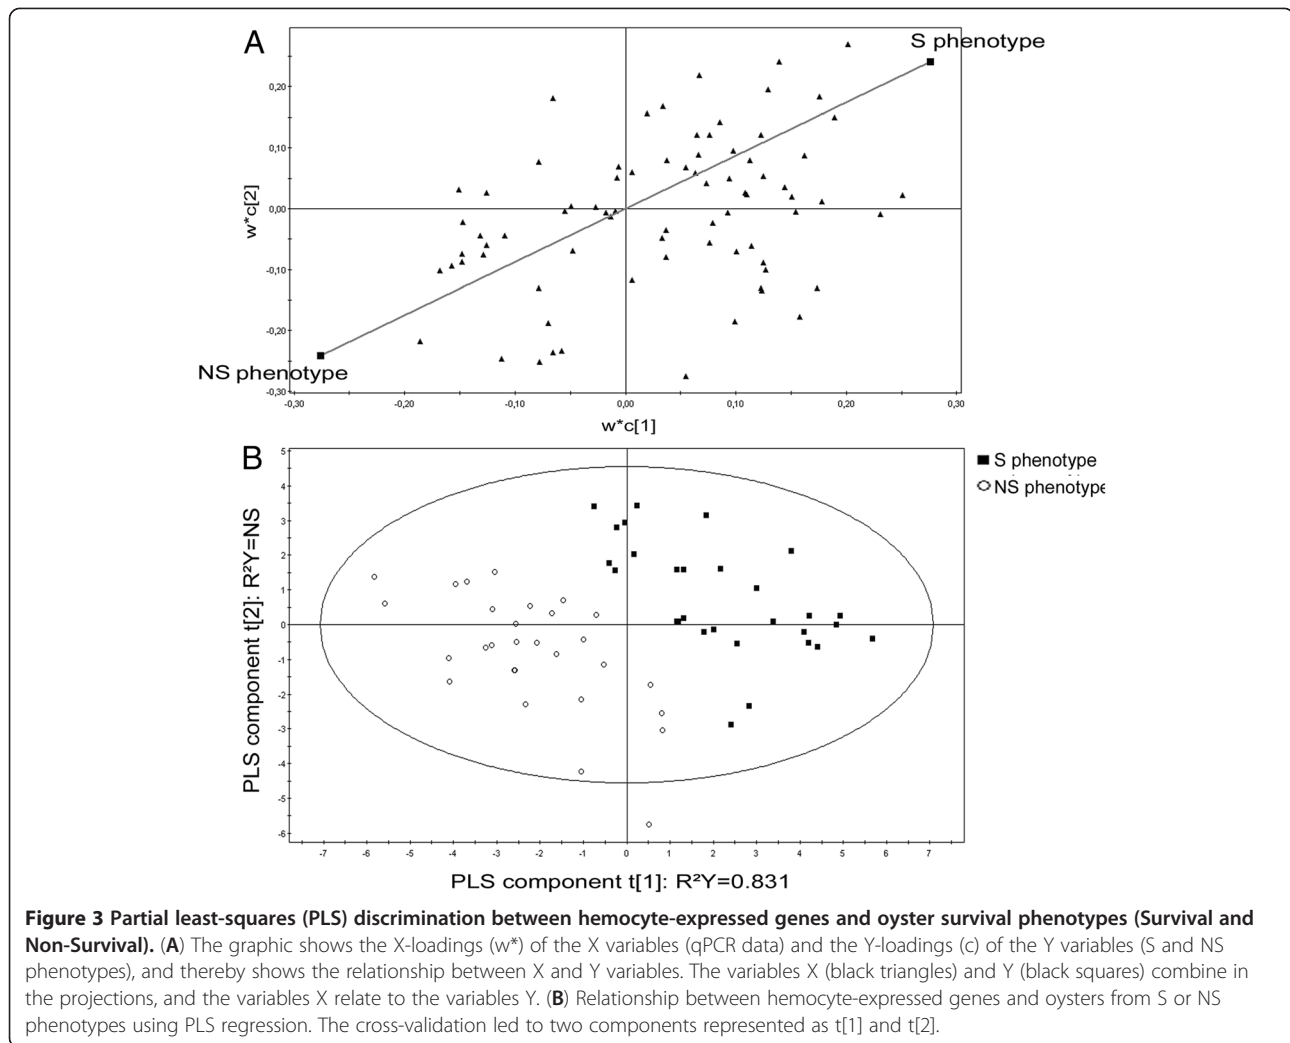 A
S phenotype
0,20
0,10
0,00
-0,10
-0,20
-0,30
w*c[2]
NS phenotype
-0,30 -0,20 -0,10 0,00 0,10 0,20 0,30
w*c[1]
B
S phenotype
NS phenotype
5
4
3
2
1
0
-1
-2
-3
-4
-5
-6
PLS component t[2]: R²Y=NS
-7 -6 -5 -4 -3 -2 -1 0 1 2 3 4 5 6 7
PLS component t[1]: R²Y=0.831
Figure 3 Partial least-squares (PLS) discrimination between hemocyte-expressed genes and oyster survival phenotypes (Survival and
Non-Survival). (A) The graphic shows the X-loadings (w*) of the X variables (qPCR data) and the Y-loadings (c) of the Y variables (S and NS
phenotypes), and thereby shows the relationship between X and Y variables. The variables X (black triangles) and Y (black squares) combine in
the projections, and the variables X relate to the variables Y. (B) Relationship between hemocyte-expressed genes and oysters from S or NS
phenotypes using PLS regression. The cross-validation led to two components represented as t[1] and t[2].